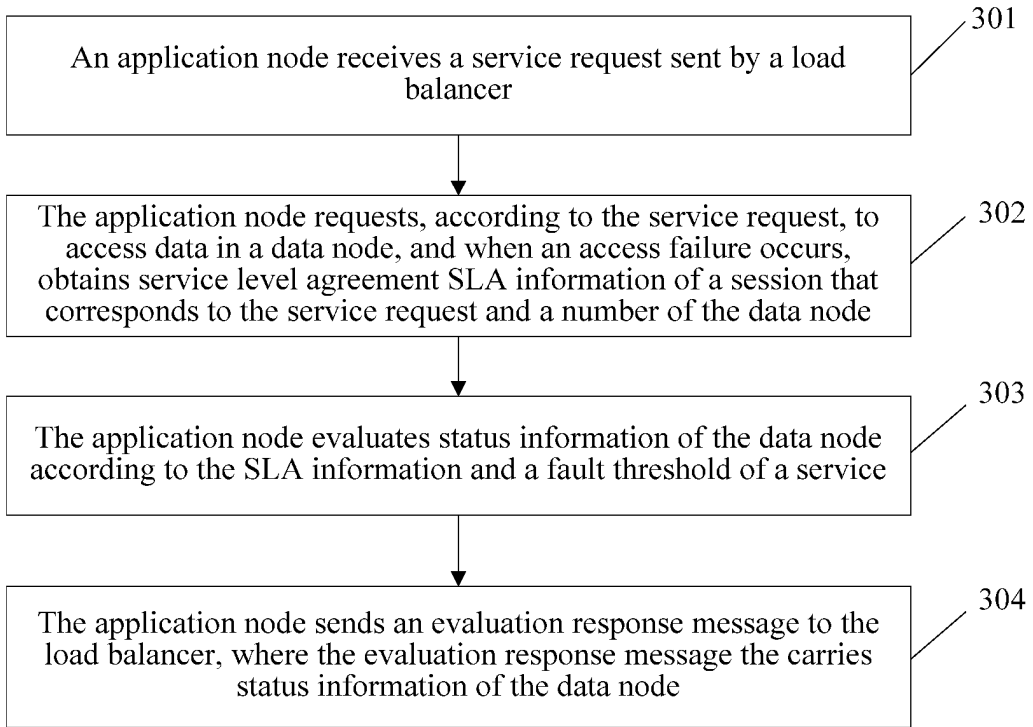 301
An application node receives a service request sent by a load
balancer
302
The application node requests, according to the service request, to
access data in a data node, and when an access failure occurs,
obtains service level agreement SLA information of a session that
corresponds to the service request and a number of the data node
303
The application node evaluates status information of the data node
according to the SLA information and a fault threshold of a service
304
The application node sends an evaluation response message to the
load balancer, where the evaluation response message the carries
status information of the data node